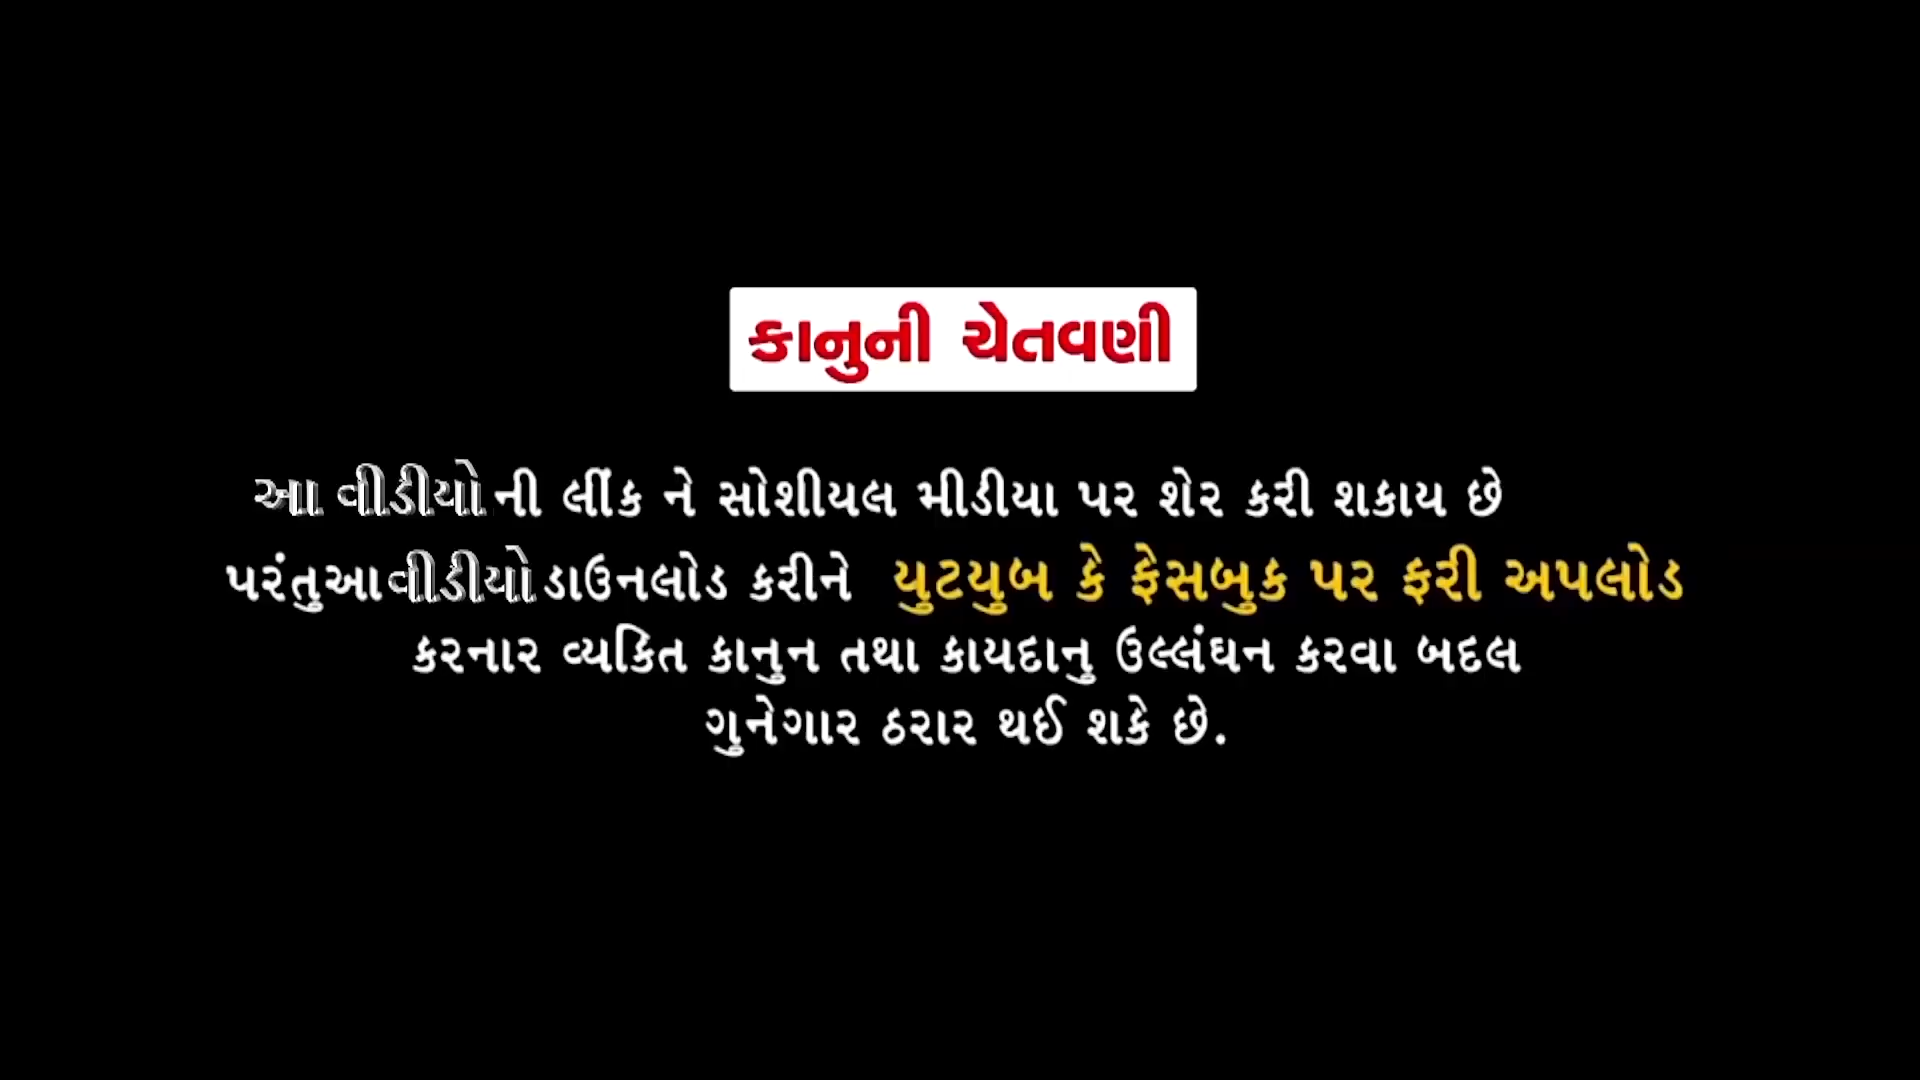 કાનુની ચેતવણી
આ વીડીયો ની લીંક ને સોશીયલ મીડીયા પર શેર કરી શકાય છે
પરંતુઆવીડીયો ડાઉનલોડ કરીને યુટયુબ કે ફેસબુક પર ફરી અપલોડ
કરનાર વ્યકિત કાનુન તથા કાયદાનુ ઉલ્લંઘન કરવા બદલ
ગુનેગાર ઠરાર થઈ શકે છે.